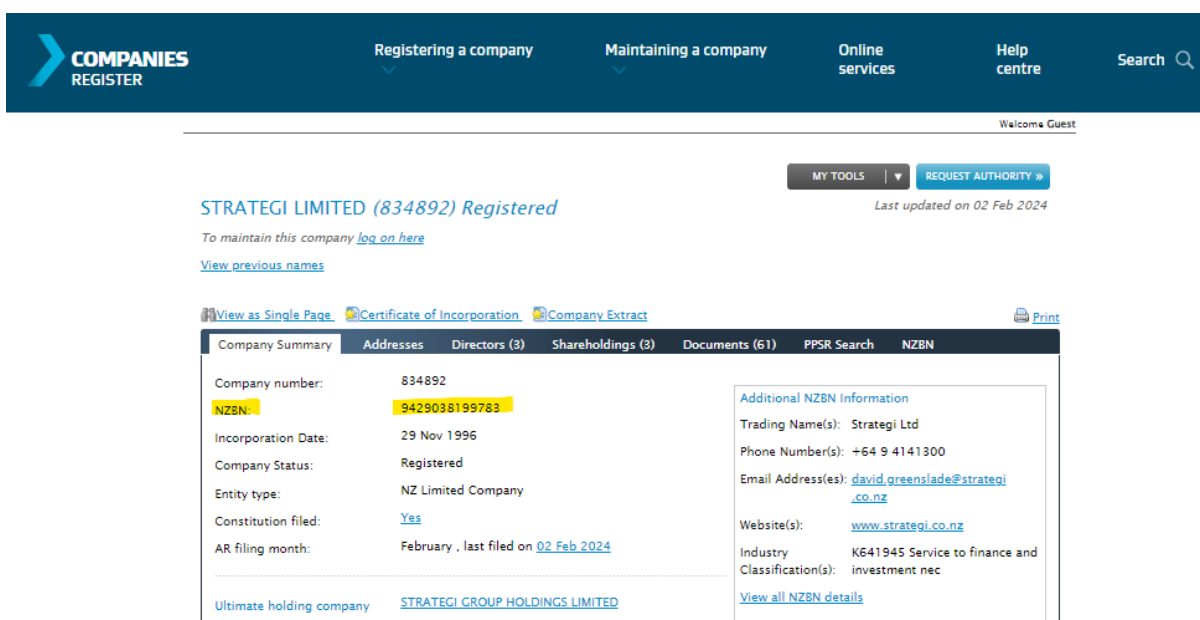 COMPANIES
REGISTER
Registering a company
Maintaining a company
Online
services
Help
centre
Search
Welcome Guest
MY TOOLS
REQUEST AUTHORITY »
STRATEGI LIMITED (834892) Registered
Last updated on 02 Feb 2024
To maintain this company log on here
View previous names
View as Single Page Certificate of Incorporation Company Extract
Print
Company Summary Addresses Directors (3) Shareholdings (3) Documents (61) PPSR Search NZBN
Company number: 834892
NZBN: 9429038199783
Incorporation Date: 29 Nov 1996
Company Status: Registered
Entity type: NZ Limited Company
Constitution filed: Yes
AR filing month: February , last filed on 02 Feb 2024
Ultimate holding company STRATEGI GROUP HOLDINGS LIMITED
Additional NZBN Information
Trading Name(s): Strategi Ltd
Phone Number(s): +64 9 4141300
Email Address(es): david.greenslade@strategi
.co.nz
Website(s): www.strategi.co.nz
Industry K641945 Service to finance and
Classification(s): investment nec
View all NZBN details